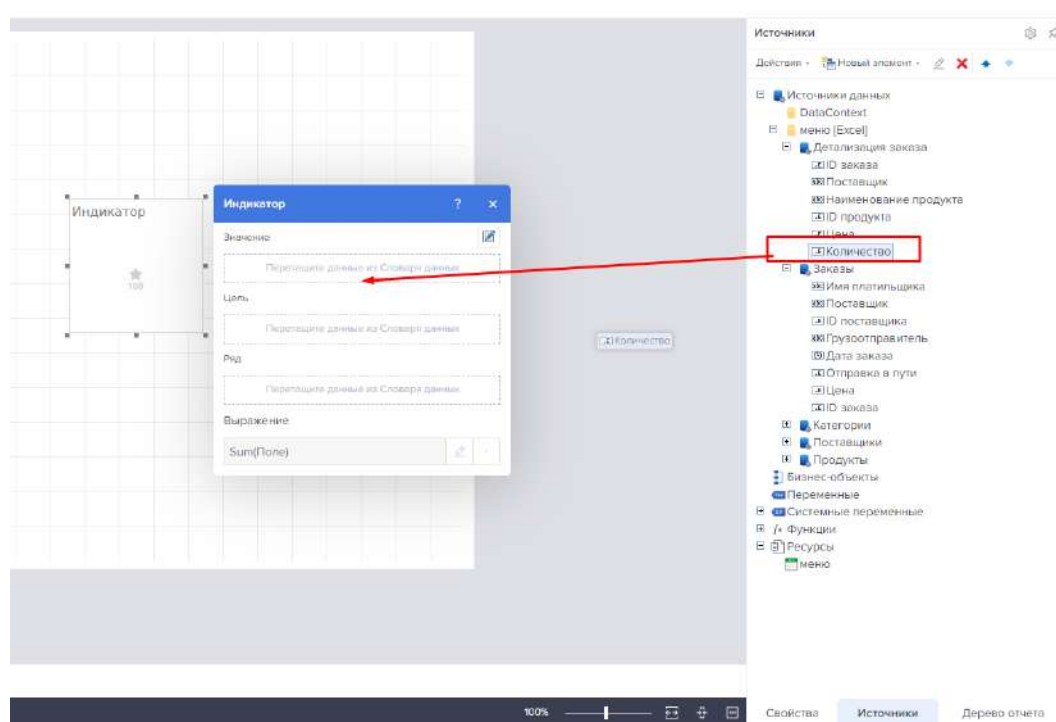 Источники
Действия
Новый элемент
Источники данных
DataContext
меню [Excel]
Детализация заказа
ID заказа
Поставщик
Наименование продукта
ID продукта
Цена
Количество
Заказы
Имя платильщика
Поставщик
ID поставщика
Грузоотправитель
Дата заказа
Отправка в пути
Цена
ID заказа
Категории
Поставщики
Продукты
Бизнес-объекты
Переменные
Системные переменные
Функции
Ресурсы
меню
Индикатор
100
Индикатор ? ×
Значение
Перетащите данные из Словаря данных
Цель
Перетащите данные из Словаря данных
Ряд
Перетащите данные из Словаря данных
Выражение
Sum(Поле)
Количество
100%
Свойства Источники Дерево отчета